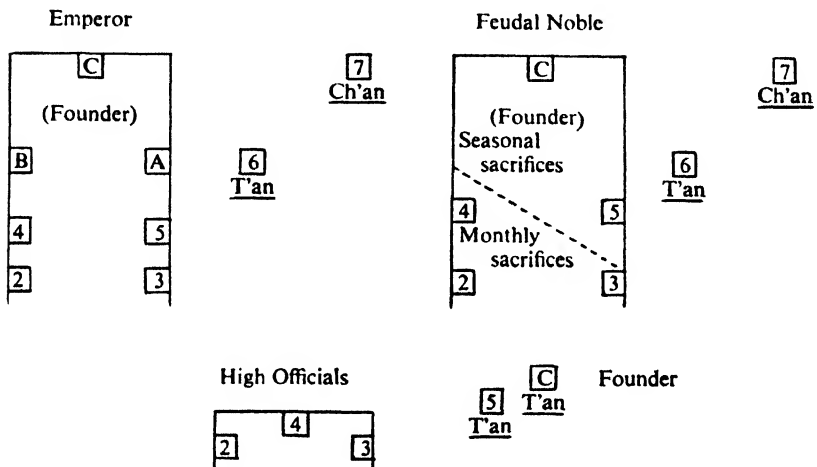 Emperor
C
(Founder)
B
A
4
5
2
3
6
T'an
7
Ch'an
Feudal Noble
C
(Founder)
Seasonal
sacrifices
4
5
Monthly
sacrifices
2
3
6
T'an
7
Ch'an
High Officials
4
2
3
5
T'an
C
T'an
Founder